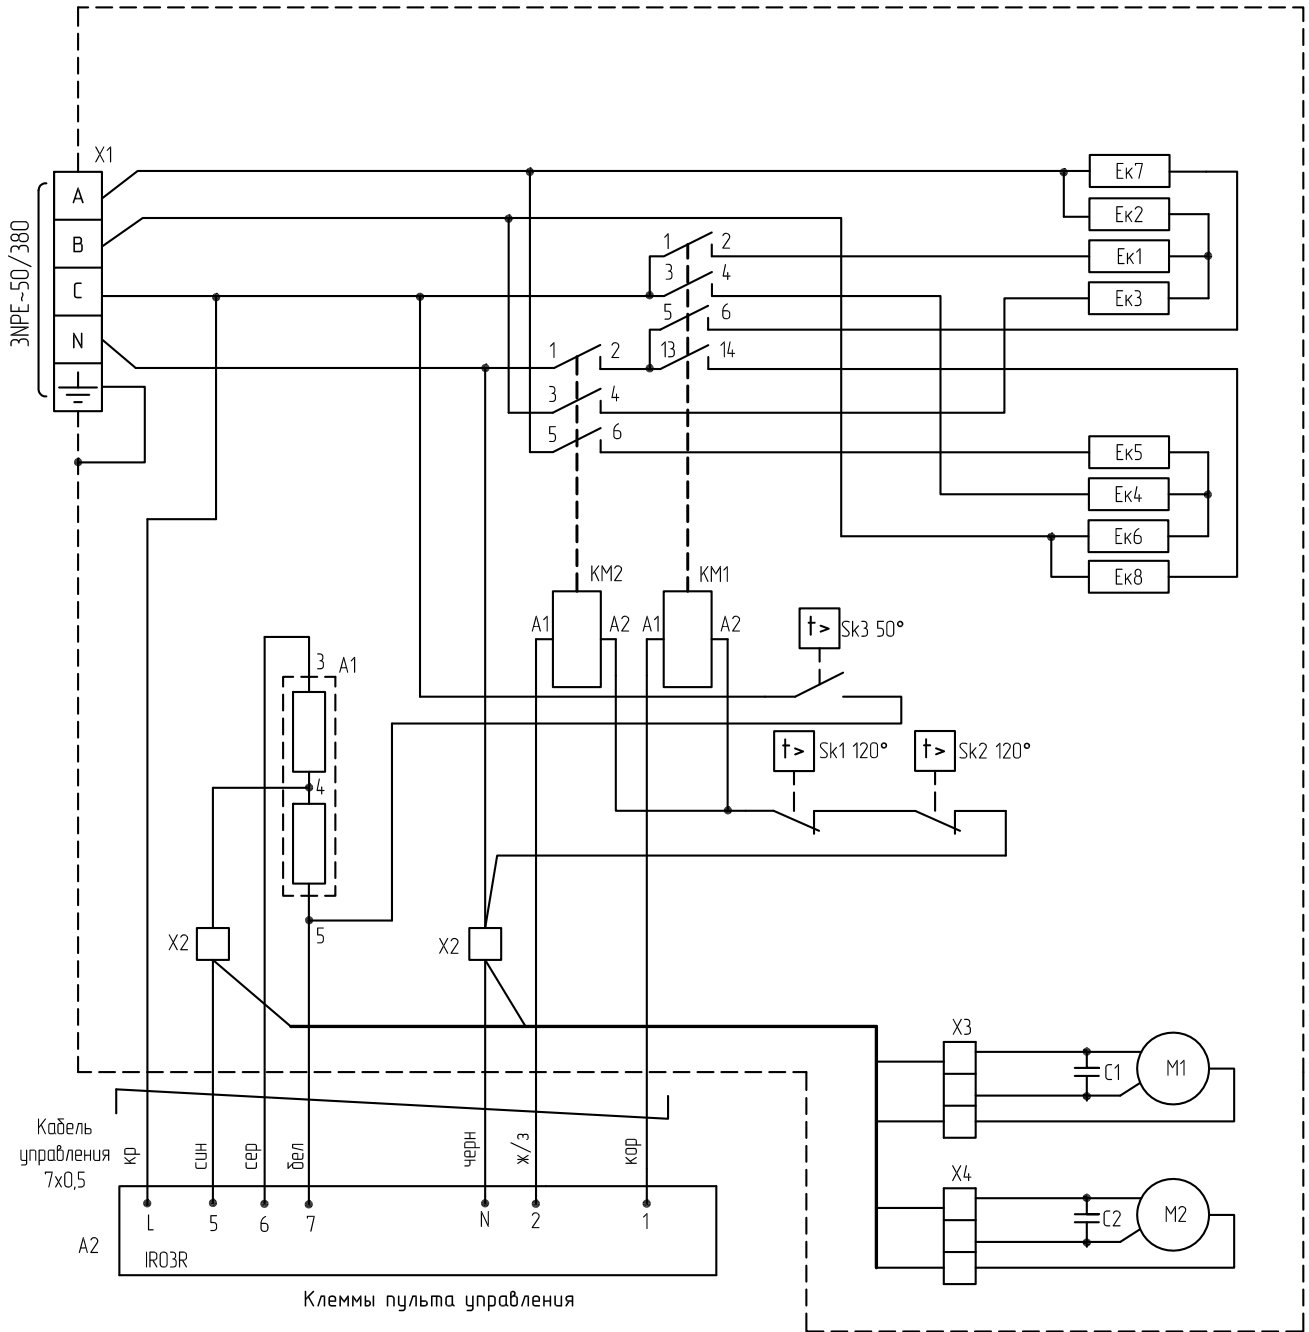 X1
3NPE~50/380
A
B
C
N
Ек7
Ек2
Ек1
Ек3
1 2
3 4
5 6
13 14
1 2
3 4
5 6
Ек5
Ек4
Ек6
Ек8
KM2
KM1
A1
A2
A1
A2
t>
Sk3 50°
3
A1
4
5
t>
Sk1 120°
t>
Sk2 120°
X2
X2
X3
C1
M1
X4
C2
M2
Кабель
управления
7x0,5
кр
син
сер
бел
черн
ж/з
кор
L
5
6
7
N
2
1
A2
IR03R
Клеммы пульта управления